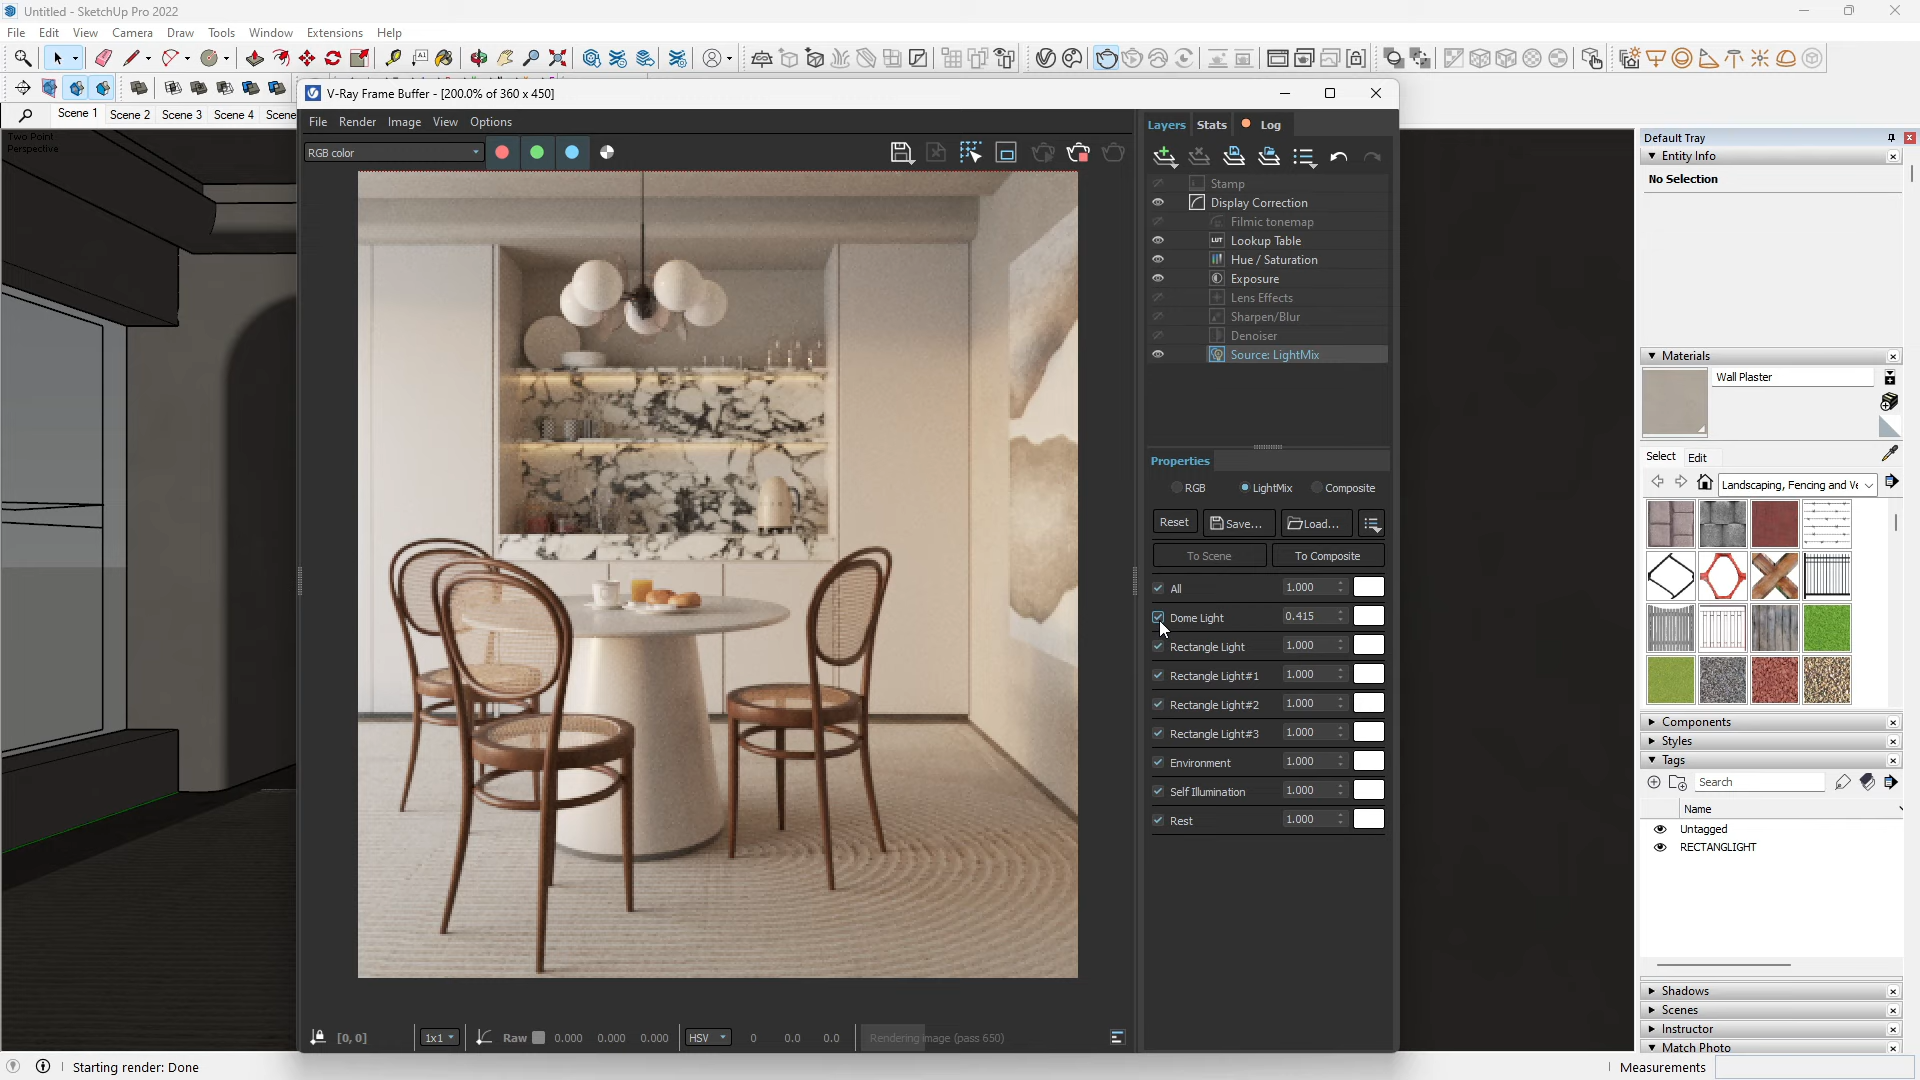 Untitled - SketchUp Pro 2022
File Edit View Camera Draw Tools Window Extensions Help
V-Ray Frame Buffer - [200.0% of 360 x 450]
Scene 1 Scene 2 Scene 3 Scene 4 Scene
Two Point
Perspective
File Render Image View Options
RGB color
Layers Stats Log
Stamp
Display Correction
Filmic tonemap
LUT Lookup Table
Hue / Saturation
Exposure
Lens Effects
Sharpen/Blur
Denoiser
Source: LightMix
Properties
RGB LightMix Composite
Reset Save... Load...
To Scene To Composite
All 1.000
Dome Light 0.415
Rectangle Light 1.000
Rectangle Light#1 1.000
Rectangle Light#2 1.000
Rectangle Light#3 1.000
Environment 1.000
Self Illumination 1.000
Rest 1.000
[0, 0] 1x1 Raw 0.000 0.000 0.000 HSV 0 0.0 0.0 Rendering image (pass 650)
Default Tray
Entity Info
No Selection
Materials
Wall Plaster
Select Edit
Landscaping, Fencing and Ve
Components
Styles
Tags
Search
Name
Untagged
RECTANGLIGHT
Shadows
Scenes
Instructor
Match Photo
Starting render: Done
Measurements